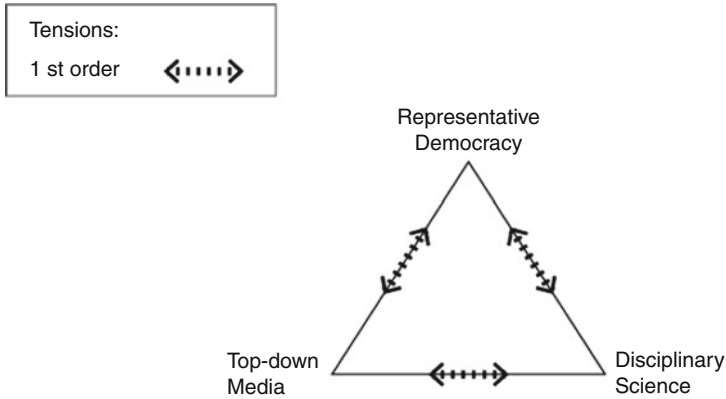 Tensions:
1 st order
Representative
Democracy
Top-down
Media
Disciplinary
Science